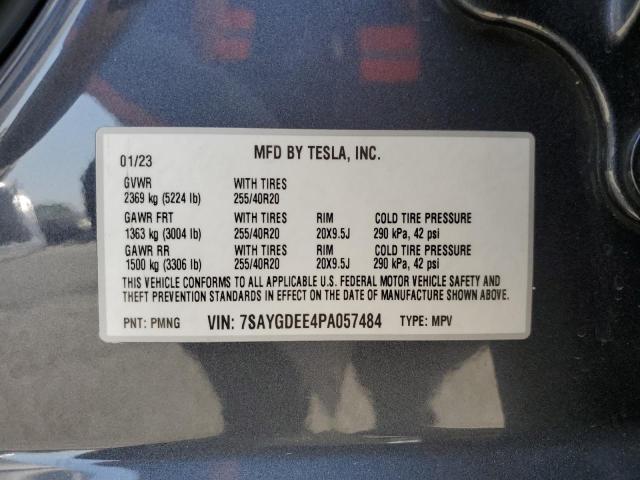 MFD BY TESLA, INC.
01/23
GVWR WITH TIRES
2369 kg (5224 lb) 255/40R20
GAWR FRT WITH TIRES RIM COLD TIRE PRESSURE
1363 kg (3004 lb) 255/40R20 20X9.5J 290 kPa, 42 psi
GAWR RR WITH TIRES RIM COLD TIRE PRESSURE
1500 kg (3306 lb) 255/40R20 20X9.5J 290 kPa, 42 psi
THIS VEHICLE CONFORMS TO ALL APPLICABLE U.S. FEDERAL MOTOR VEHICLE SAFETY AND
THEFT PREVENTION STANDARDS IN EFFECT ON THE DATE OF MANUFACTURE SHOWN ABOVE.
PNT: PMNG VIN: 7SAYGDEE4PA057484 TYPE: MPV